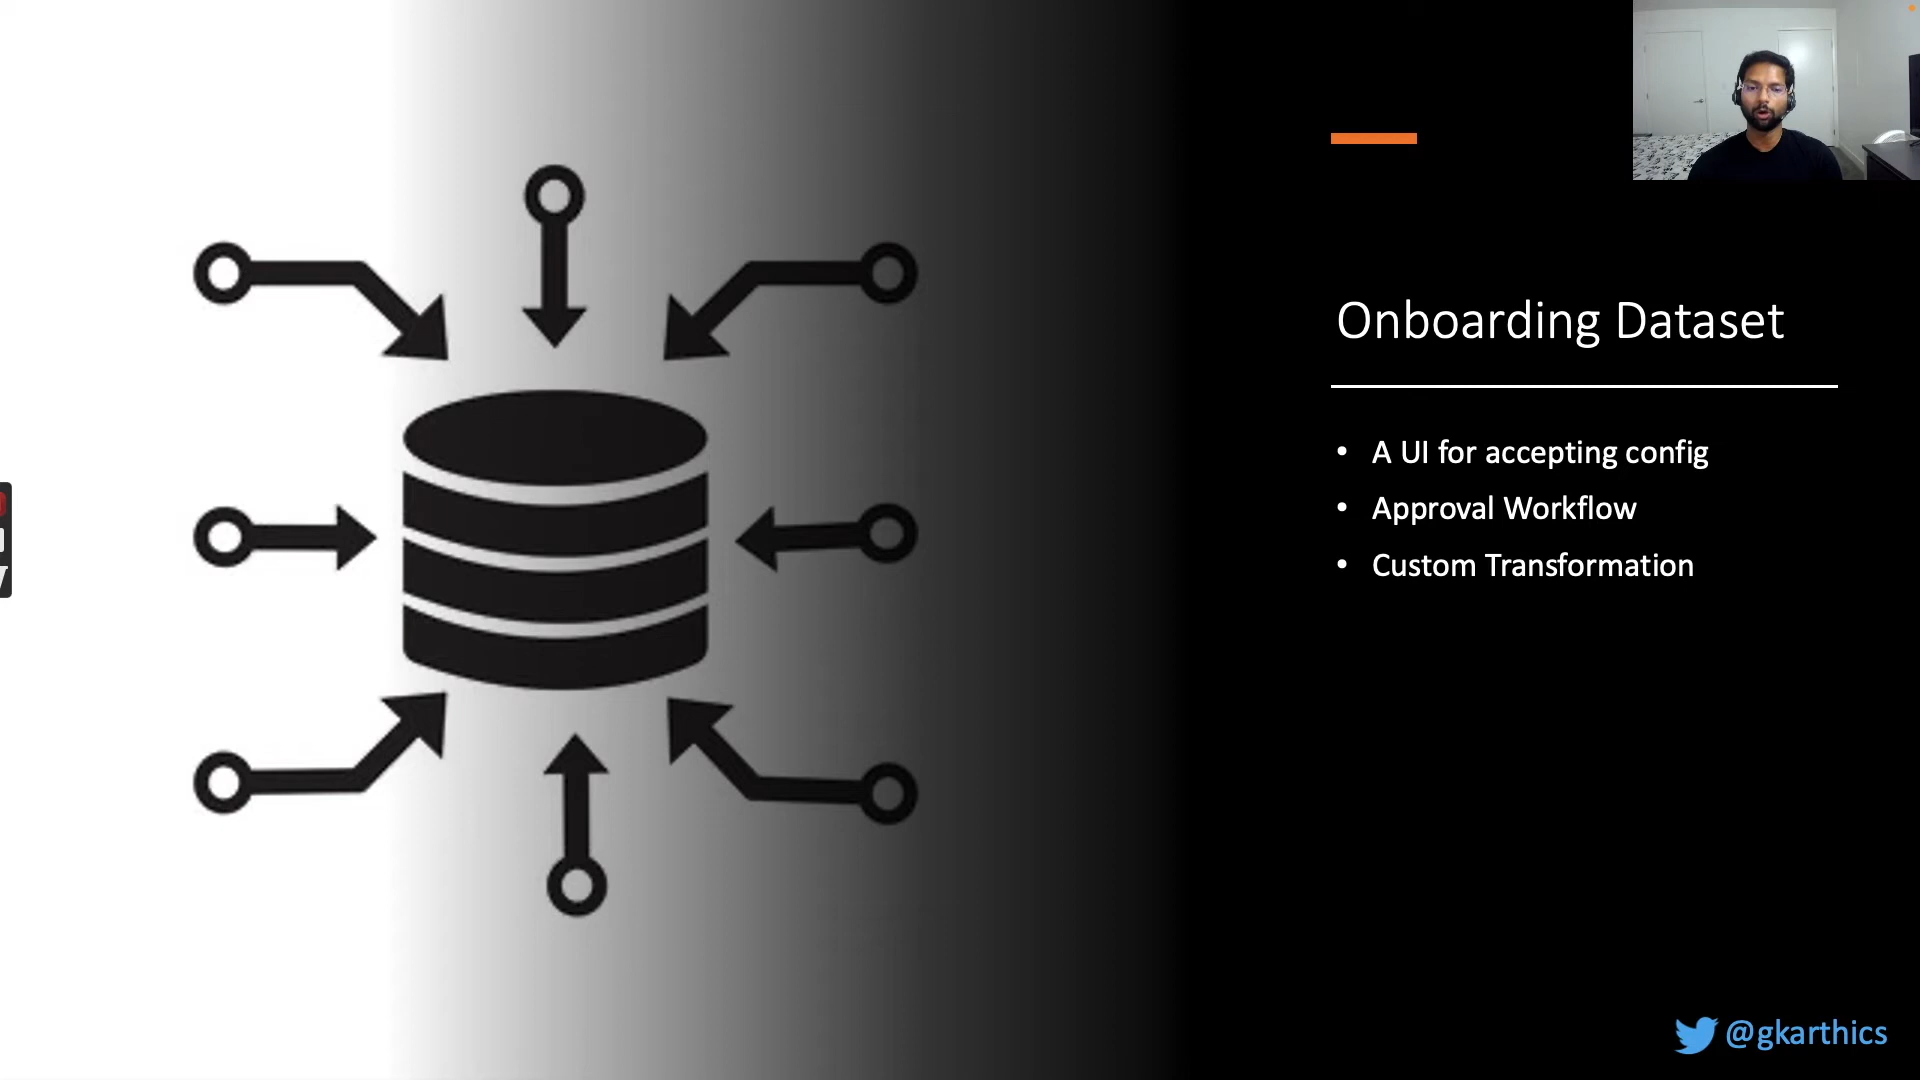 Onboarding Dataset
• A UI for accepting config
• Approval Workflow
• Custom Transformation
@gkarthics